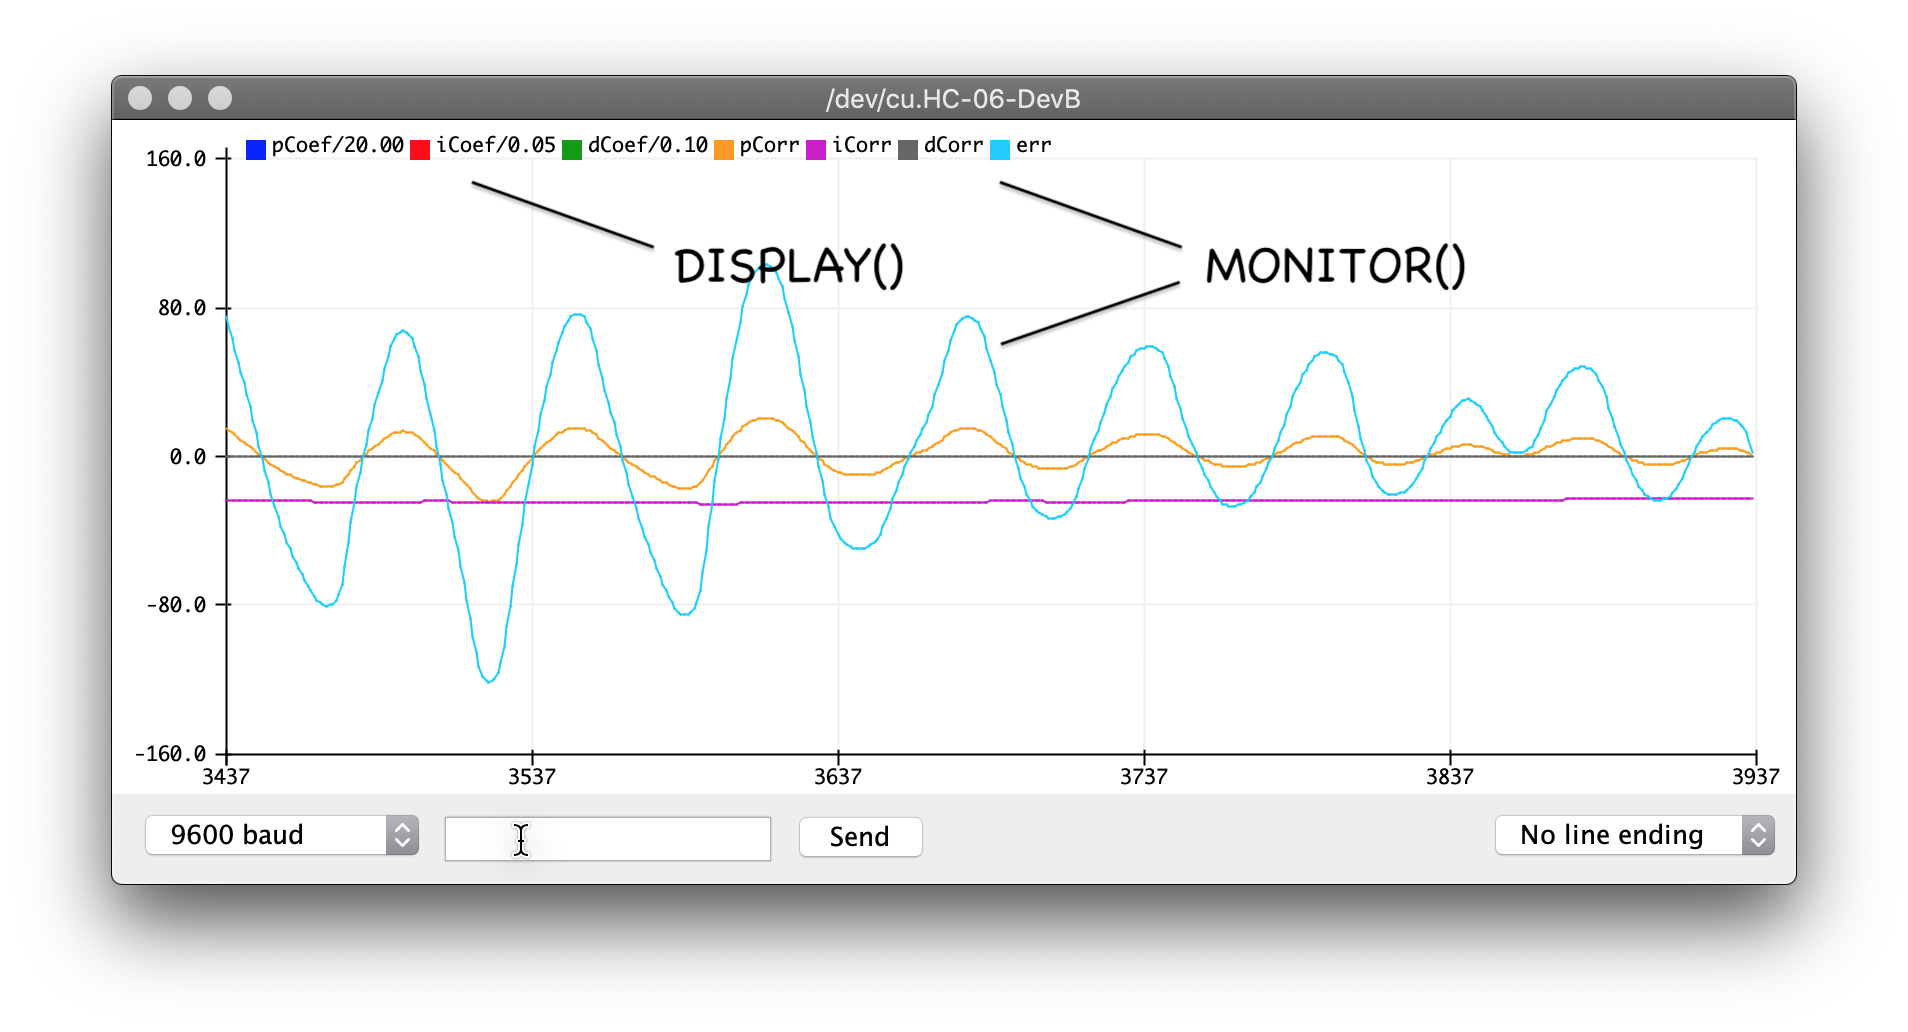 /dev/cu.HC-06-DevB
pCoef/20.00 iCoef/0.05 dCoef/0.10 pCorr iCorr dCorr err
160.0
DISPLAY() MONITOR()
80.0
0.0
-80.0
-160.0
3437 3537 3637 3737 3837 3937
9600 baud Send No line ending